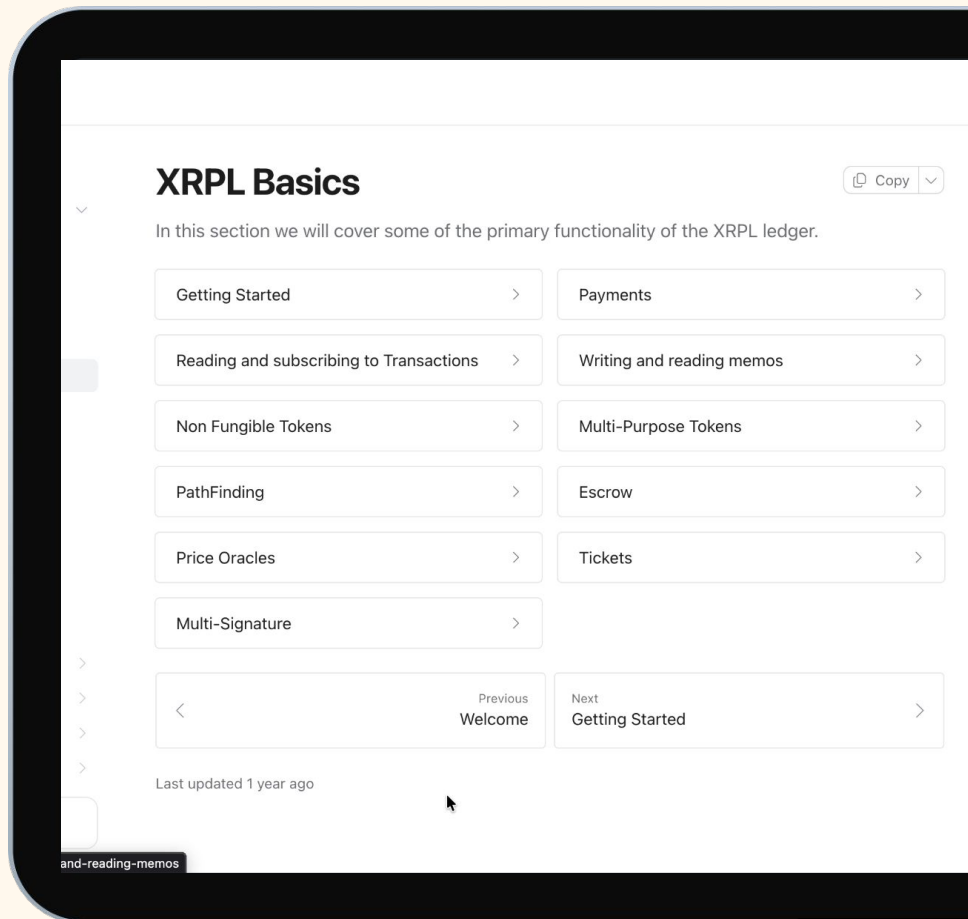 XRPL Basics
Copy
In this section we will cover some of the primary functionality of the XRPL ledger.
Getting Started
Payments
Reading and subscribing to Transactions
Writing and reading memos
Non Fungible Tokens
Multi-Purpose Tokens
PathFinding
Escrow
Price Oracles
Tickets
Multi-Signature
Previous
Welcome
Next
Getting Started
Last updated 1 year ago
and-reading-memos